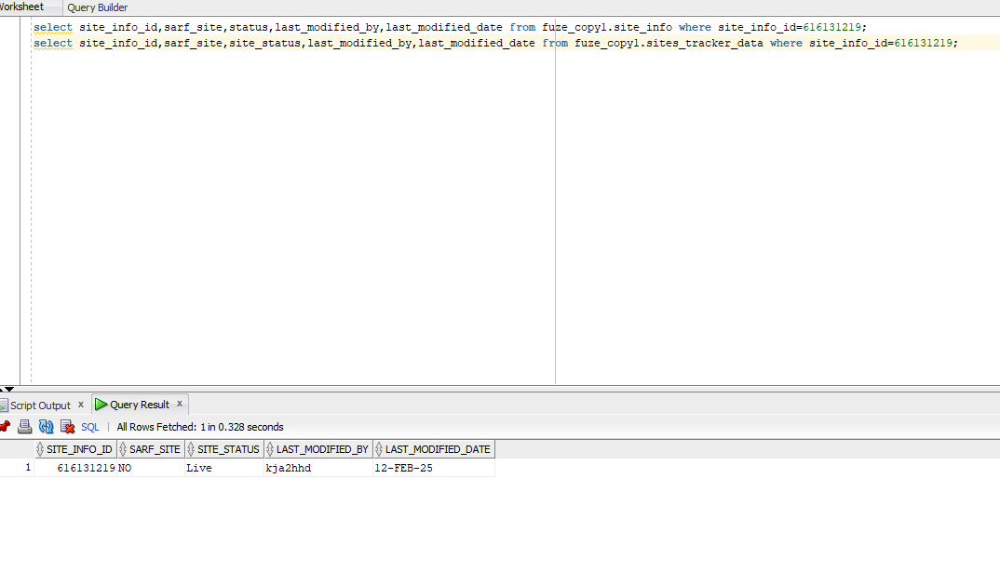 Worksheet Query Builder
select site_info_id,sarf_site,status,last_modified_by,last_modified_date from fuze_copy1.site_info where site_info_id=616131219;
select site_info_id,sarf_site,site_status,last_modified_by,last_modified_date from fuze_copy1.sites_tracker_data where site_info_id=616131219;
Script Output x Query Result x
SQL | All Rows Fetched: 1 in 0.328 seconds
SITE_INFO_ID SARF_SITE SITE_STATUS LAST_MODIFIED_BY LAST_MODIFIED_DATE
1 616131219 NO Live kja2hhd 12-FEB-25